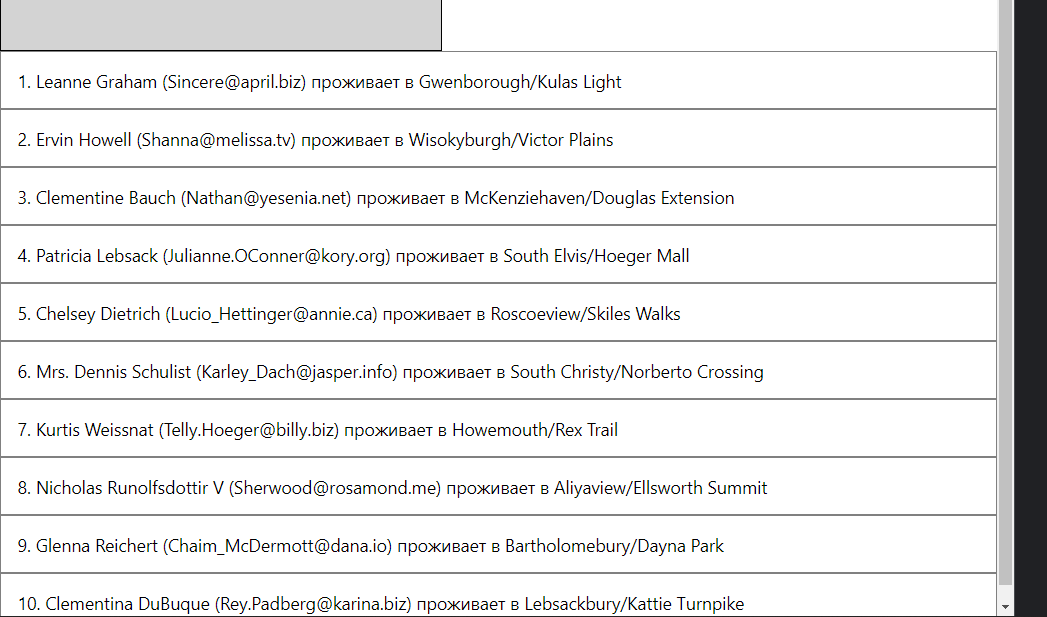 1. Leanne Graham (Sincere@april.biz) проживает в Gwenborough/Kulas Light
2. Ervin Howell (Shanna@melissa.tv) проживает в Wisokyburgh/Victor Plains
3. Clementine Bauch (Nathan@yesenia.net) проживает в McKenziehaven/Douglas Extension
4. Patricia Lebsack (Julianne.OConner@kory.org) проживает в South Elvis/Hoeger Mall
5. Chelsey Dietrich (Lucio_Hettinger@annie.ca) проживает в Roscoeview/Skiles Walks
6. Mrs. Dennis Schulist (Karley_Dach@jasper.info) проживает в South Christy/Norberto Crossing
7. Kurtis Weissnat (Telly.Hoeger@billy.biz) проживает в Howemouth/Rex Trail
8. Nicholas Runolfsdottir V (Sherwood@rosamond.me) проживает в Aliyaview/Ellsworth Summit
9. Glenna Reichert (Chaim_McDermott@dana.io) проживает в Bartholomebury/Dayna Park
10. Clementina DuBuque (Rey.Padberg@karina.biz) проживает в Lebsackbury/Kattie Turnpike